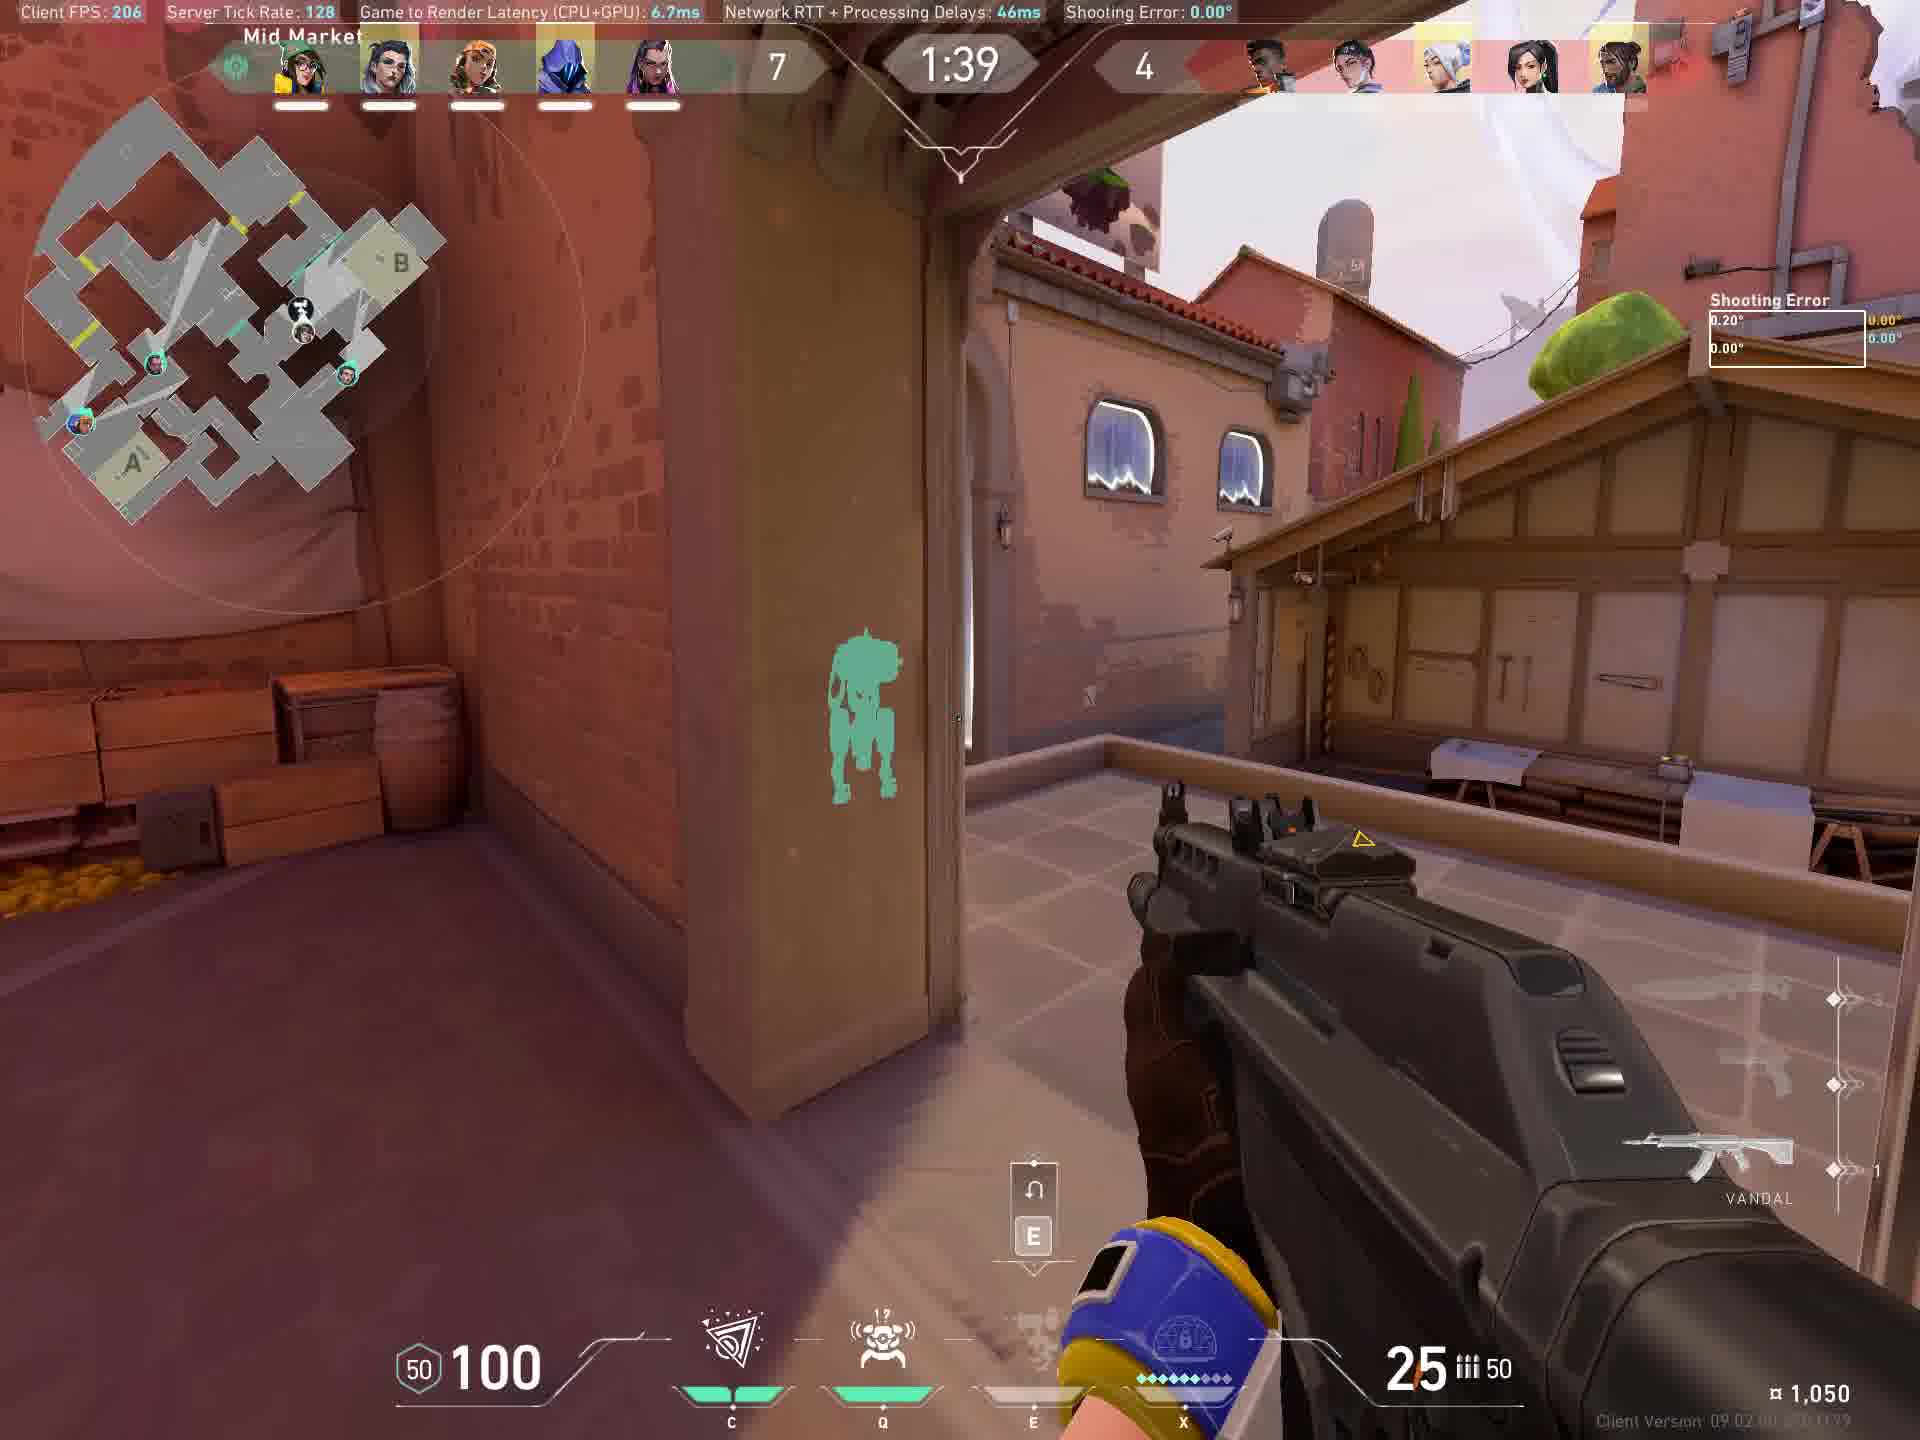 Client FPS: 206 Server Tick Rate: 128 Game to Render Latency (CPU+GPU): 6.7ms Network RTT + Processing Delays: 46ms Shooting Error: 0.00°
Mid Market
7 1:39 4
B
A
Shooting Error
0.20° 0.00°
0.00°
0.00°
1
VANDAL
E
50 100
25 50
¤ 1,050
C Q E X